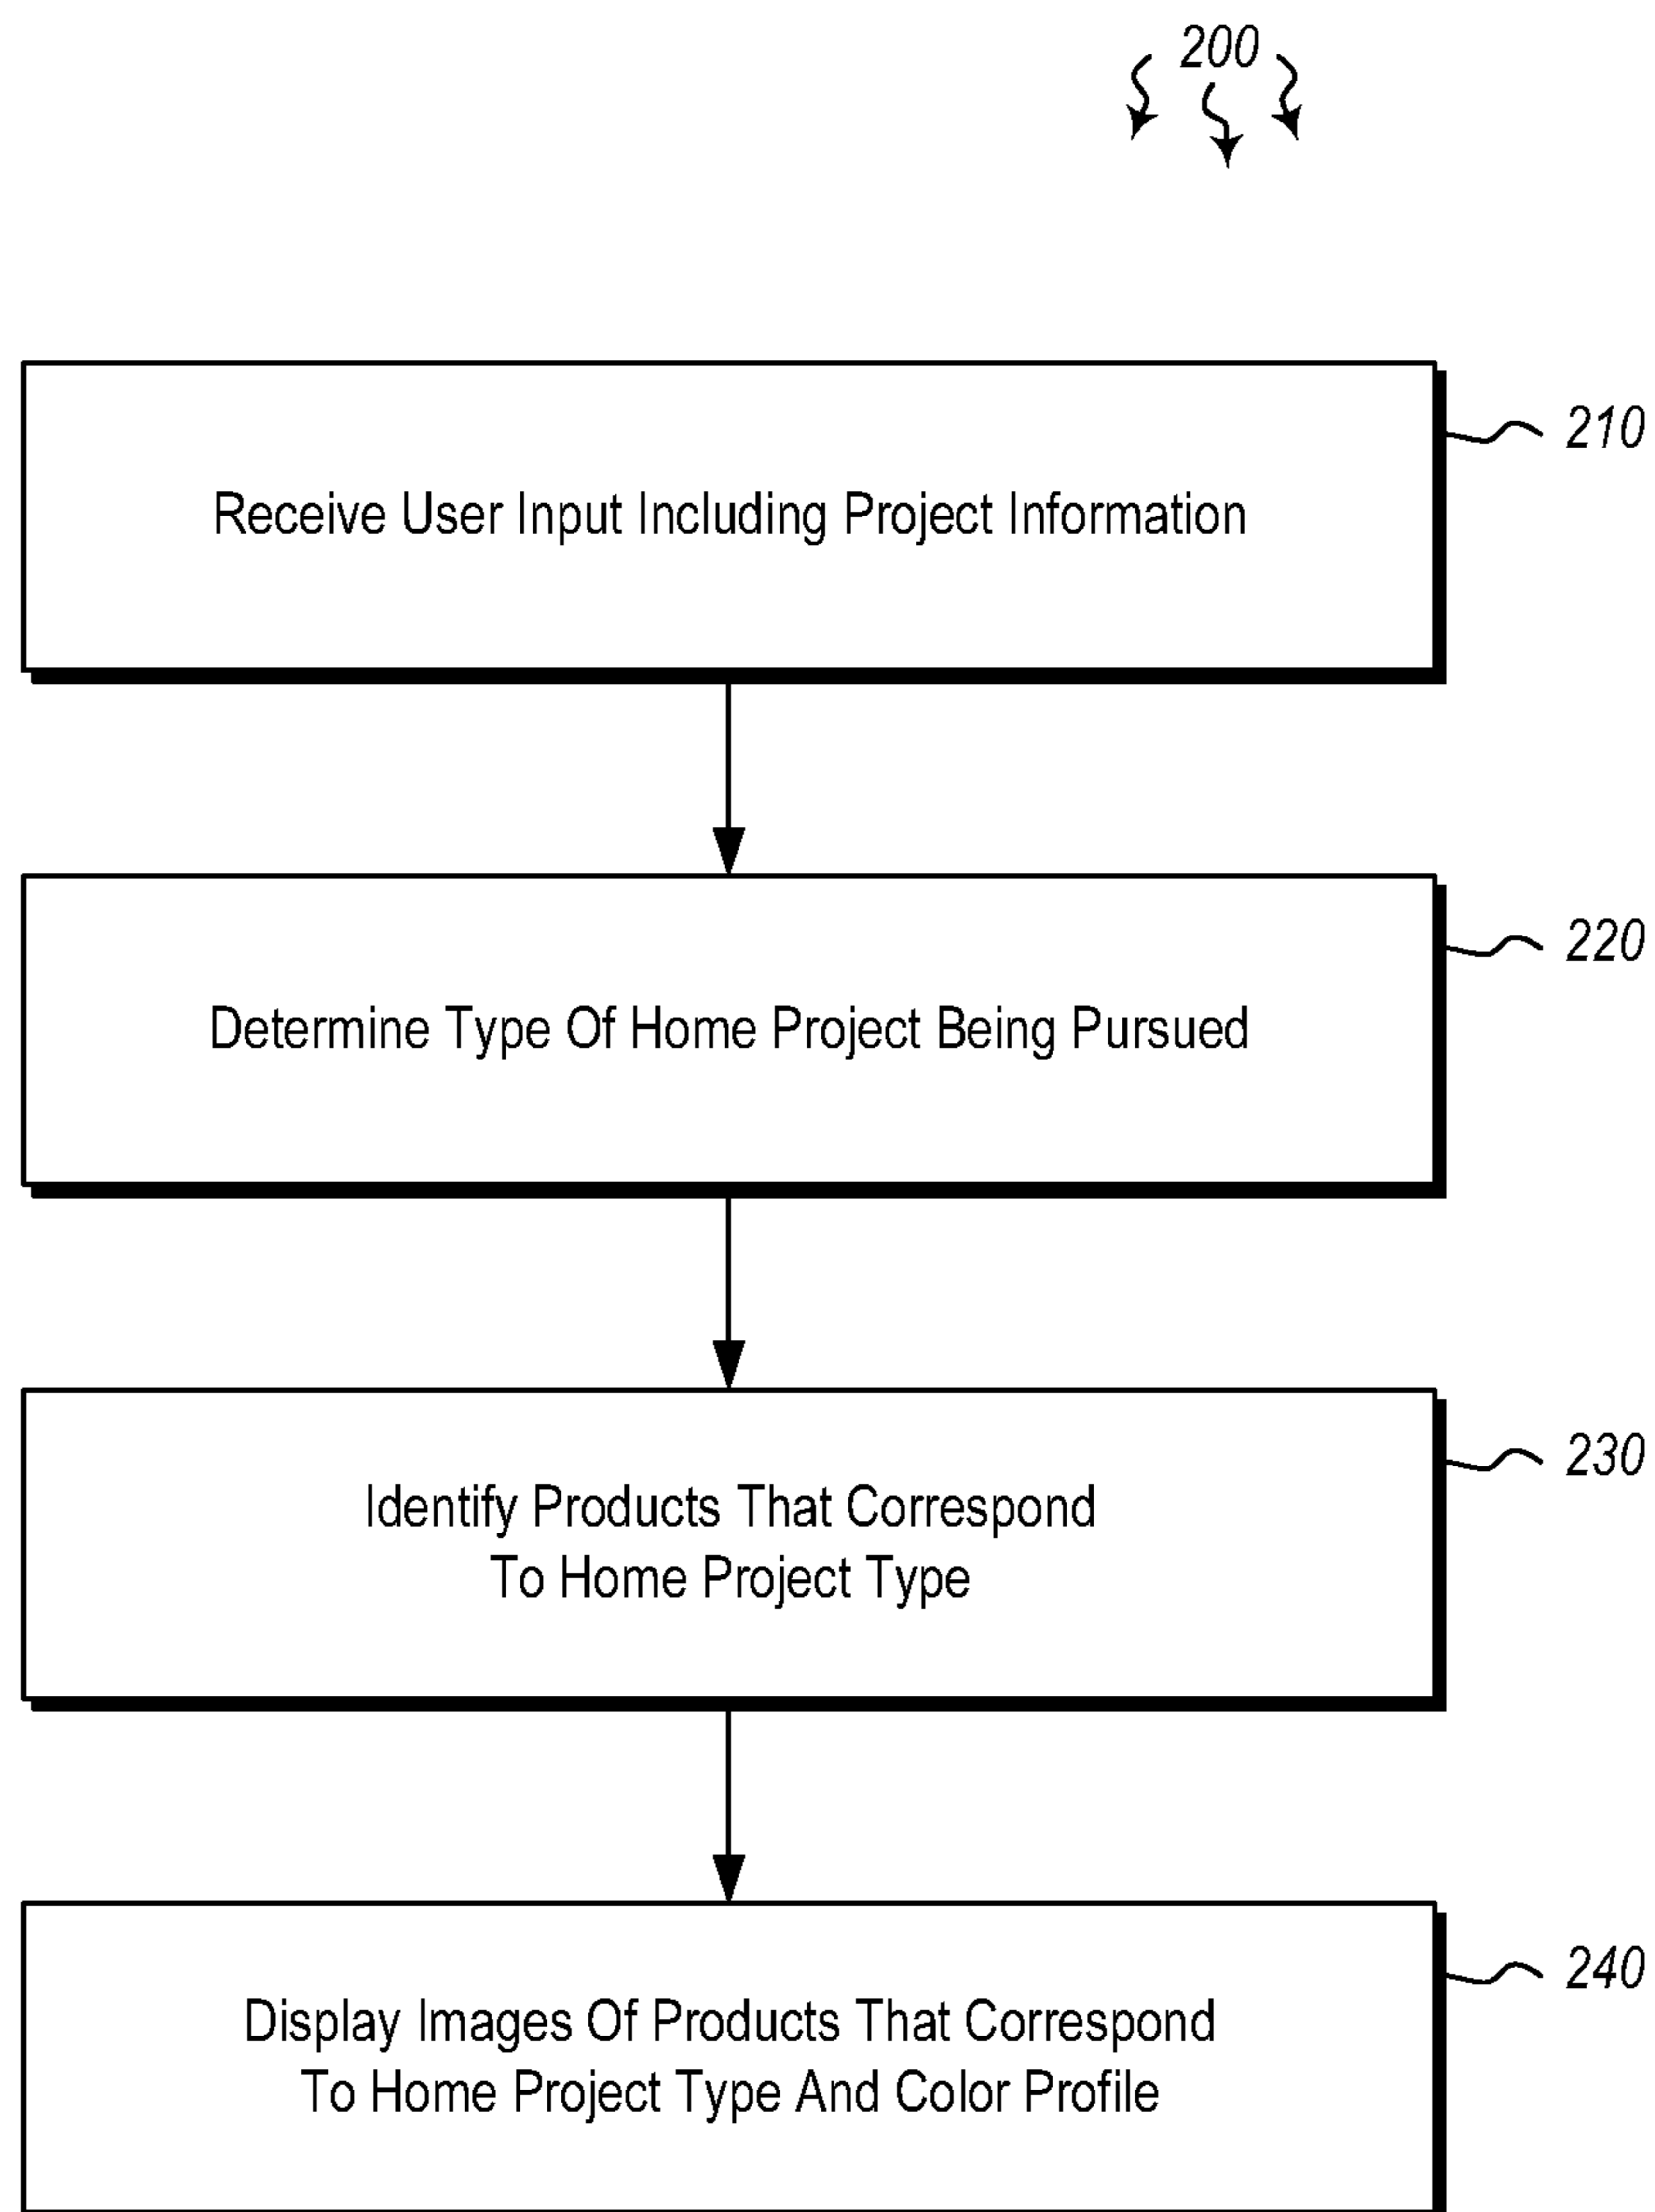 200
210
Receive User Input Including Project Information
220
Determine Type Of Home Project Being Pursued
230
Identify Products That Correspond
To Home Project Type
240
Display Images Of Products That Correspond
To Home Project Type And Color Profile